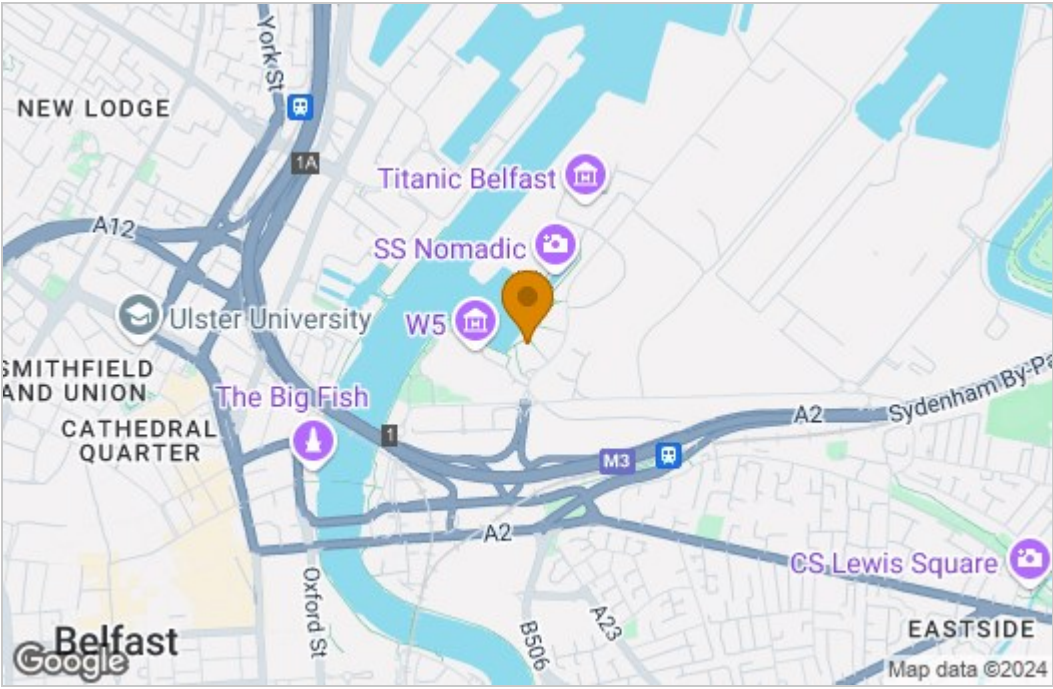 York St
NEW LODGE
1A
Titanic Belfast
A12
SS Nomadic
Ulster University
W5
SMITHFIELD
AND UNION
The Big Fish
Sydenham By-Pa
A2
CATHEDRAL
QUARTER
1
M3
A2
CS Lewis Square
Oxford St
B506
A23
EASTSIDE
Belfast
Google
Map data ©2024